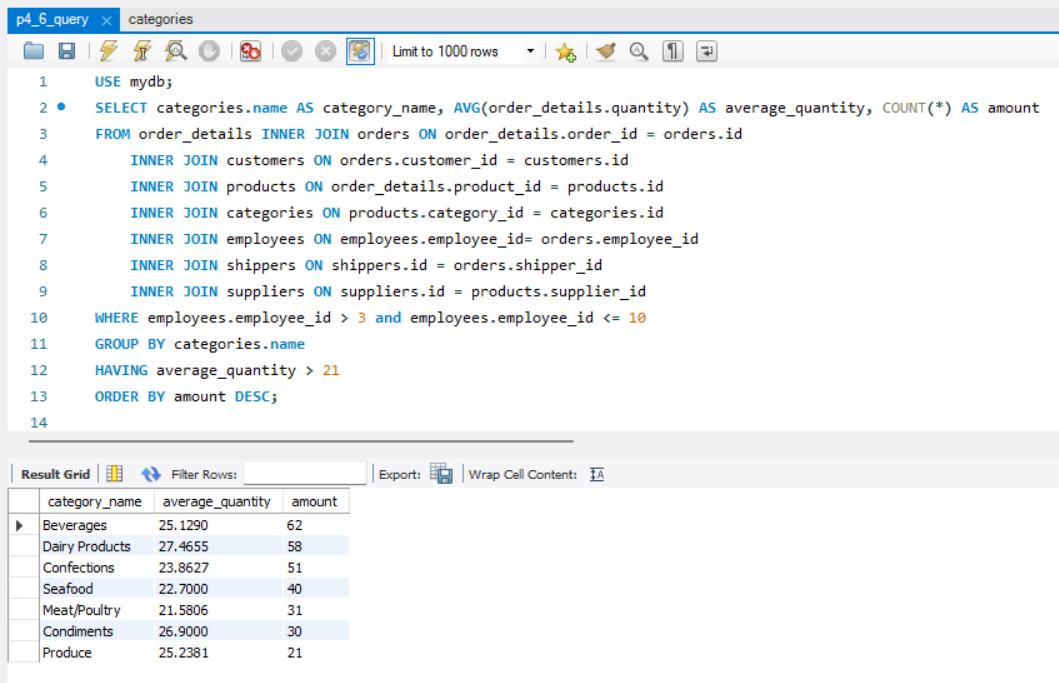 p4_6_query × categories
Limit to 1000 rows
1 USE mydb;
2 SELECT categories.name AS category_name, AVG(order_details.quantity) AS average_quantity, COUNT(*) AS amount
3 FROM order_details INNER JOIN orders ON order_details.order_id = orders.id
4 INNER JOIN customers ON orders.customer_id = customers.id
5 INNER JOIN products ON order_details.product_id = products.id
6 INNER JOIN categories ON products.category_id = categories.id
7 INNER JOIN employees ON employees.employee_id= orders.employee_id
8 INNER JOIN shippers ON shippers.id = orders.shipper_id
9 INNER JOIN suppliers ON suppliers.id = products.supplier_id
10 WHERE employees.employee_id > 3 and employees.employee_id <= 10
11 GROUP BY categories.name
12 HAVING average_quantity > 21
13 ORDER BY amount DESC;
14
Result Grid Filter Rows: Export: Wrap Cell Content:
category_name average_quantity amount
Beverages 25.1290 62
Dairy Products 27.4655 58
Confections 23.8627 51
Seafood 22.7000 40
Meat/Poultry 21.5806 31
Condiments 26.9000 30
Produce 25.2381 21